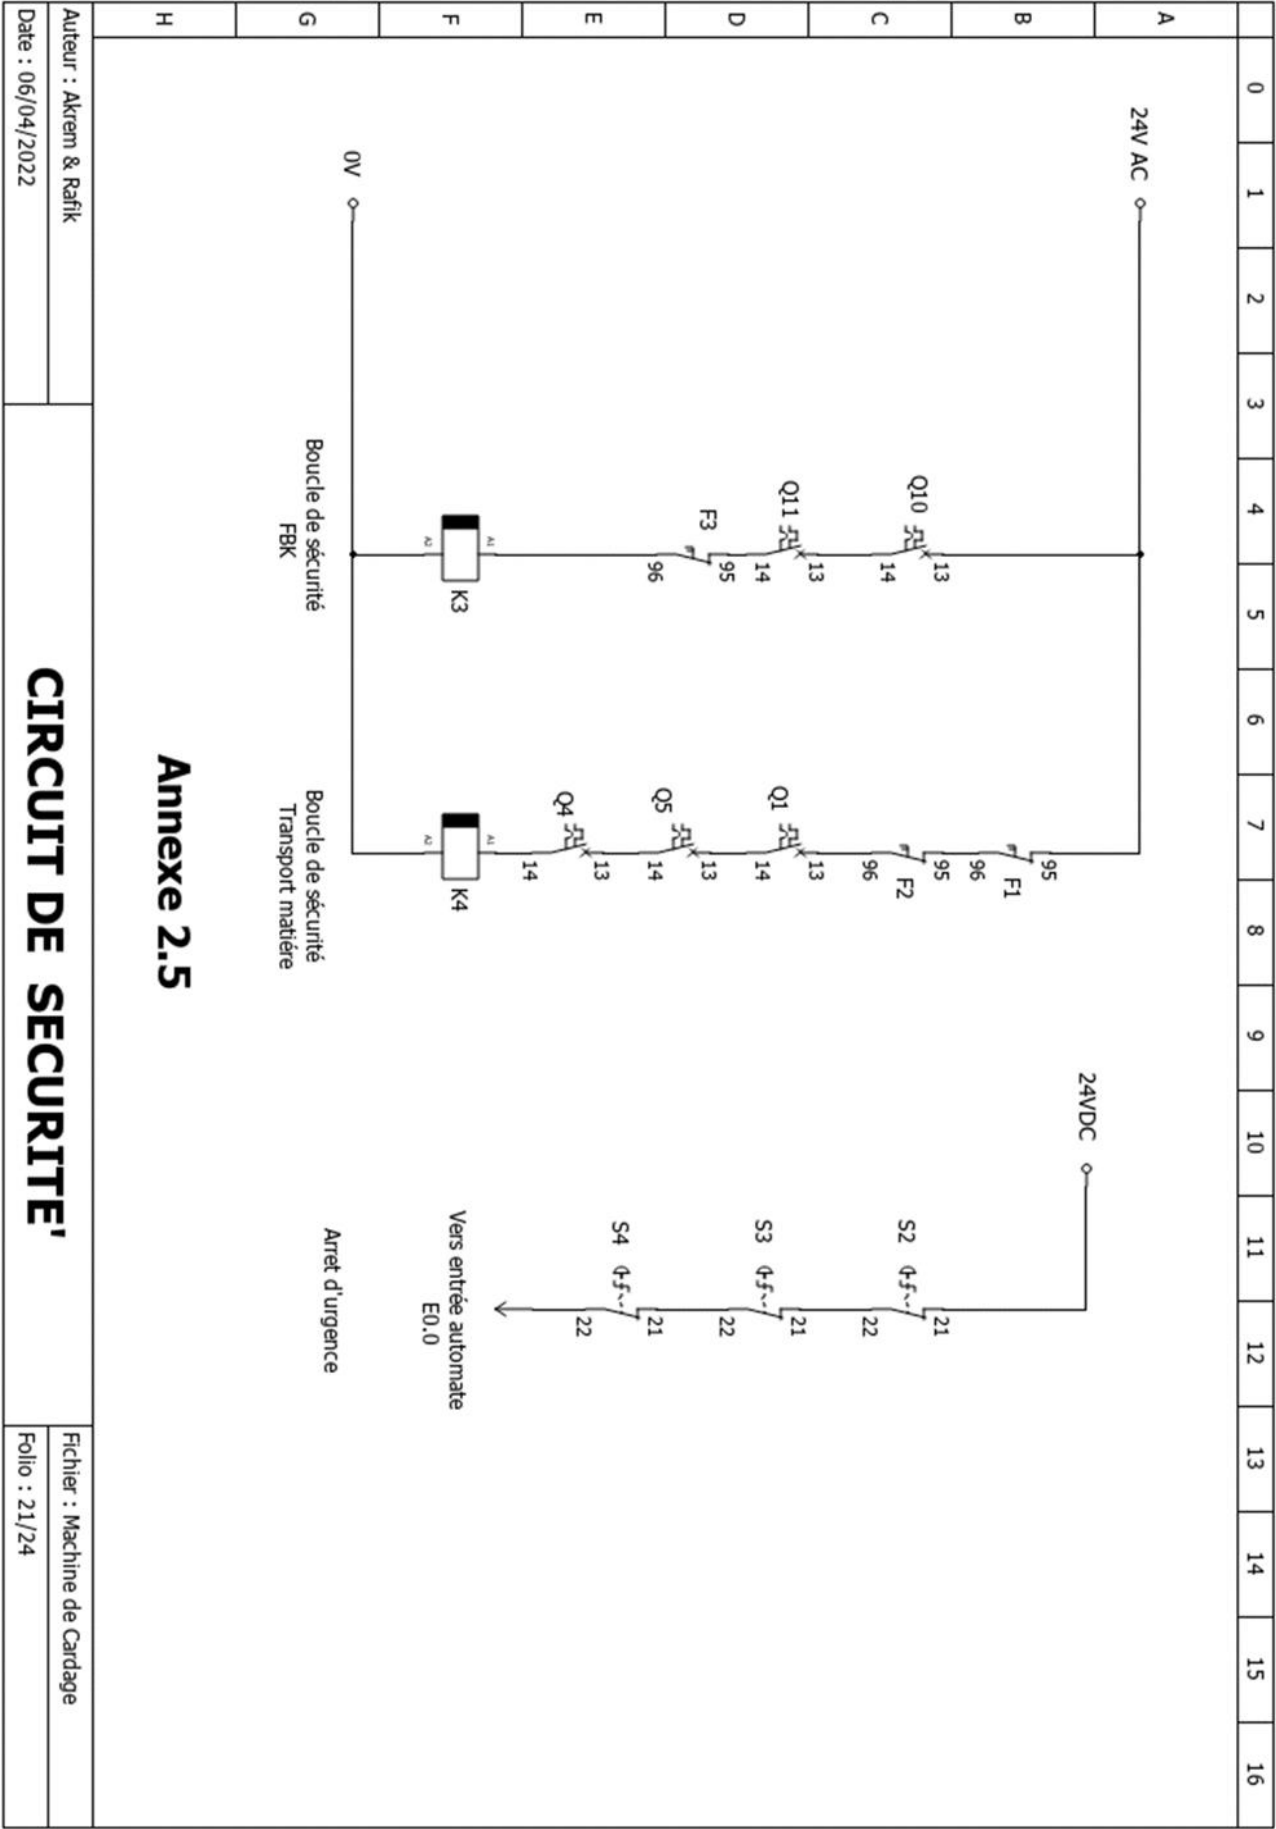 0 1 2 3 4 5 6 7 8 9 10 11 12 13 14 15 16
A
B
C
D
E
F
G
H
24V AC
24VDC
Q10
13
14
Q11
13
14
F3
95
96
A1
K3
A2
0V
Boucle de sécurité
FBK
95
F1
96
95
F2
96
Q1
13
14
Q5
13
14
Q4
13
14
A1
K4
A2
Boucle de sécurité
Transport matiére
S2
21
22
S3
21
22
S4
21
22
Vers entrée automate
E0.0
Arret d'urgence
Annexe 2.5
Auteur : Akrem & Rafik
Date : 06/04/2022
CIRCUIT DE SECURITE'
Fichier : Machine de Cardage
Folio : 21/24